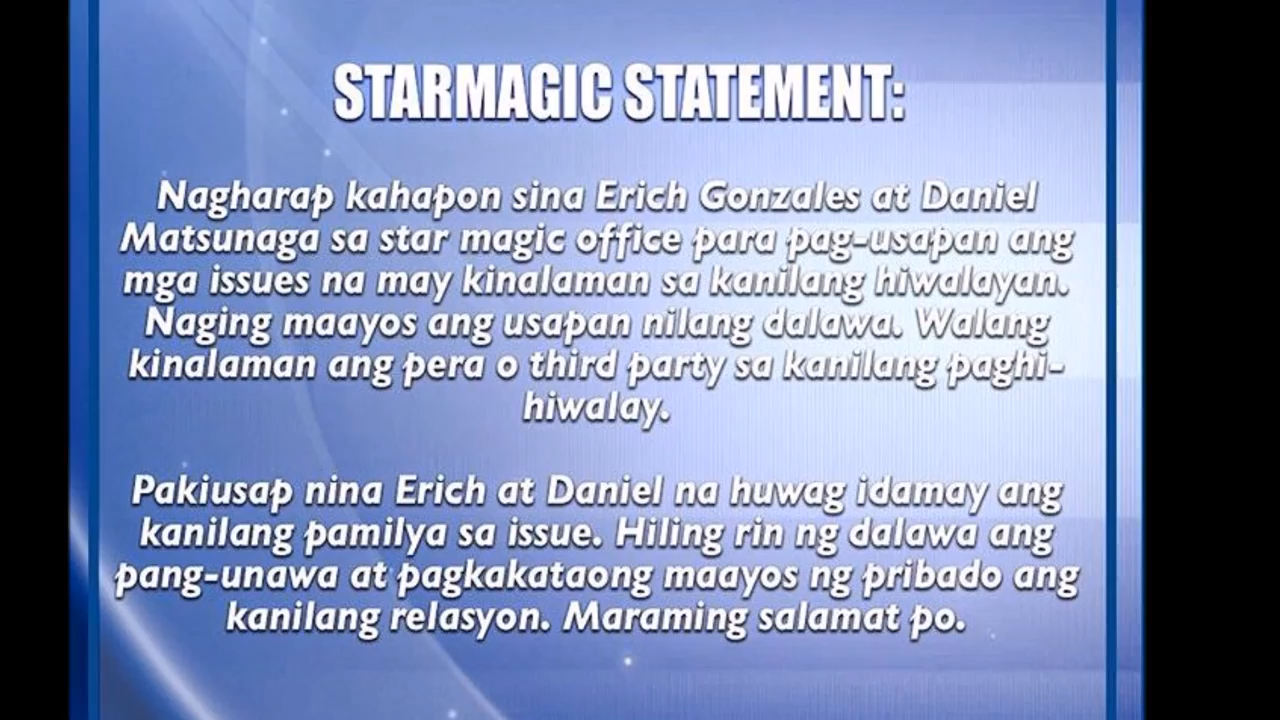 STARMAGIC STATEMENT:
Nagharap kahapon sina Erich Gonzales at Daniel
Matsunaga sa star magic office para pag-usapan ang
mga issues na may kinalaman sa kanilang hiwalayan.
Naging maayos ang usapan nilang dalawa. Walang
kinalaman ang pera o third party sa kanilang paghi-
hiwalay.
Pakiusap nina Erich at Daniel na huwag idamay ang
kanilang pamilya sa issue. Hiling rin ng dalawa ang
pang-unawa at pagkakataong maayos ng pribado ang
kanilang relasyon. Maraming salamat po.